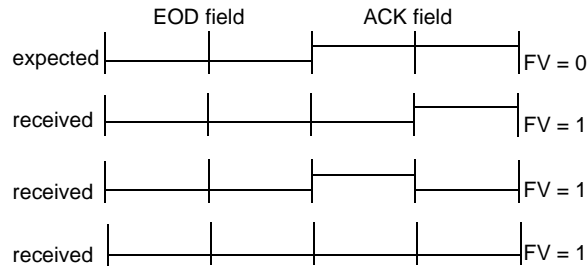 EOD field ACK field
expected FV = 0
received FV = 1
received FV = 1
received FV = 1